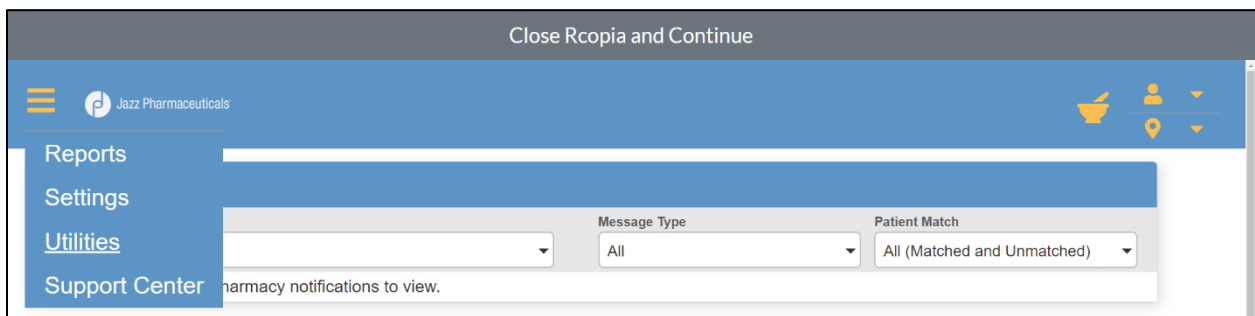 Close Rcopia and Continue
Jazz Pharmaceuticals
Reports
Settings
Message Type
Patient Match
Utilities
All
All (Matched and Unmatched)
Support Center
notifications to view.